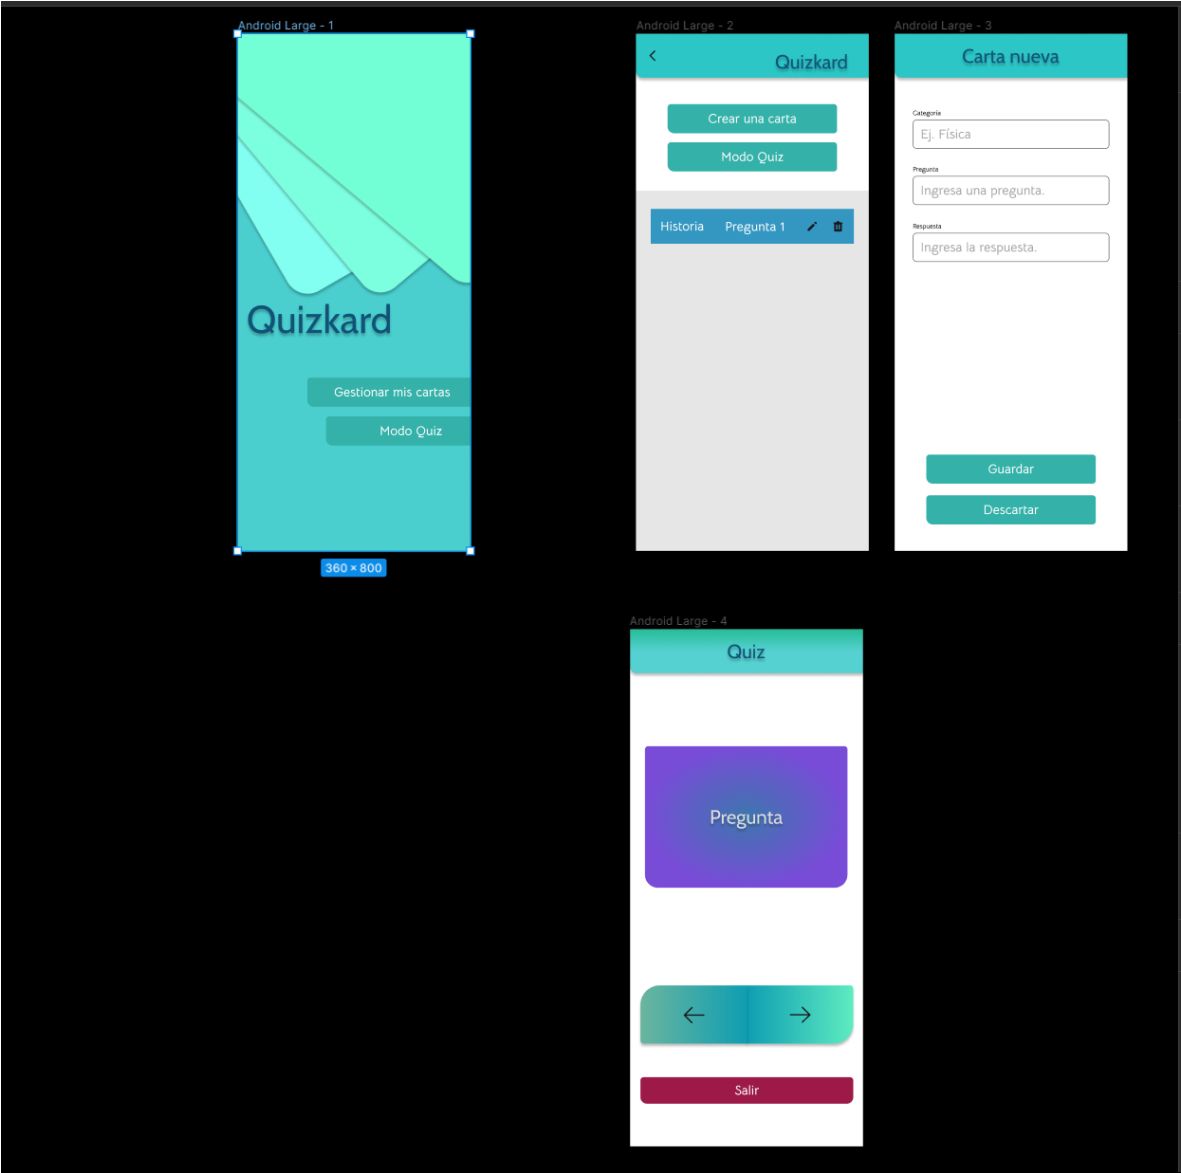 Android Large - 1
Quizkard
Gestionar mis cartas
Modo Quiz
360 × 800
Android Large - 2
Quizkard
Crear una carta
Modo Quiz
Historia Pregunta 1
Android Large - 3
Carta nueva
Categoría
Ej. Física
Pregunta
Ingresa una pregunta.
Respuesta
Ingresa la respuesta.
Guardar
Descartar
Android Large - 4
Quiz
Pregunta
Salir